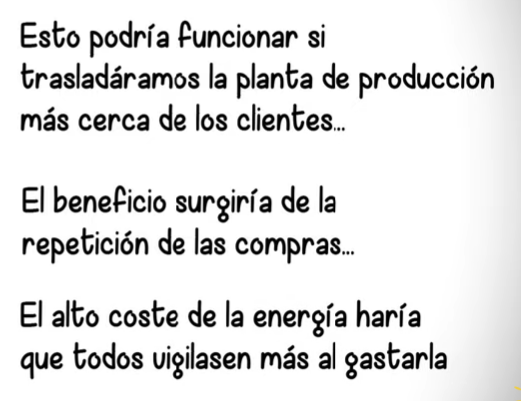 Esto podría funcionar si
trasladáramos la planta de producción
más cerca de los clientes...
El beneficio surgiría de la
repetición de las compras...
El alto coste de la energía haría
que todos vigilasen más al gastarla